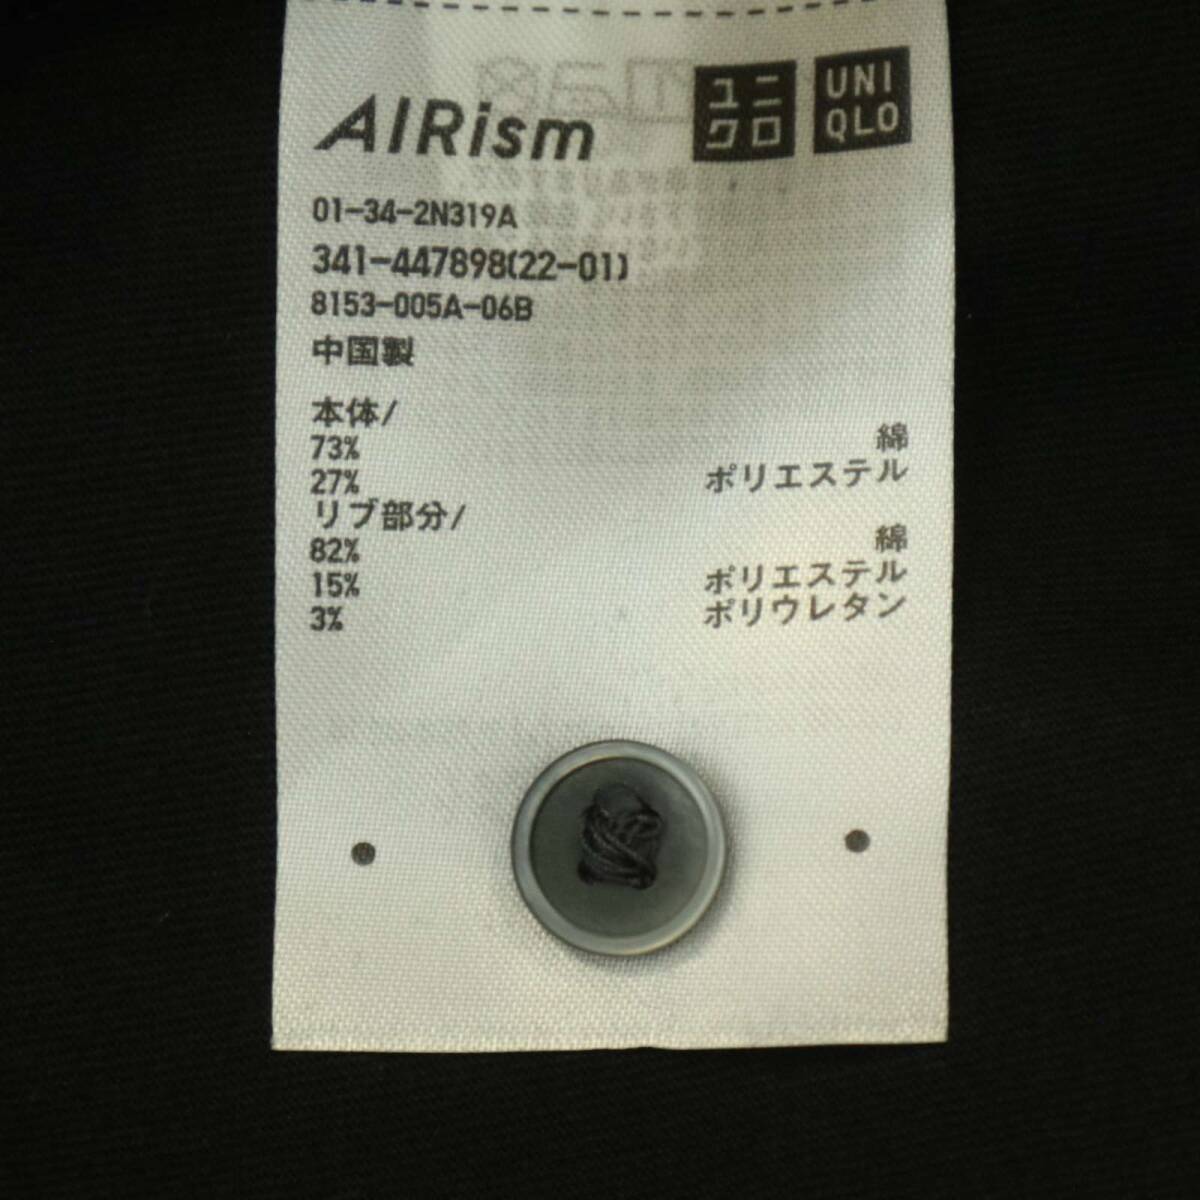 AIRism
ユニ
クロ
UNI
QLO
01-34-2N319A
341-447898(22-01)
8153-005A-06B
中国製
本体/
73% 綿
27% ポリエステル
リブ部分/
82% 綿
15% ポリエステル
3% ポリウレタン